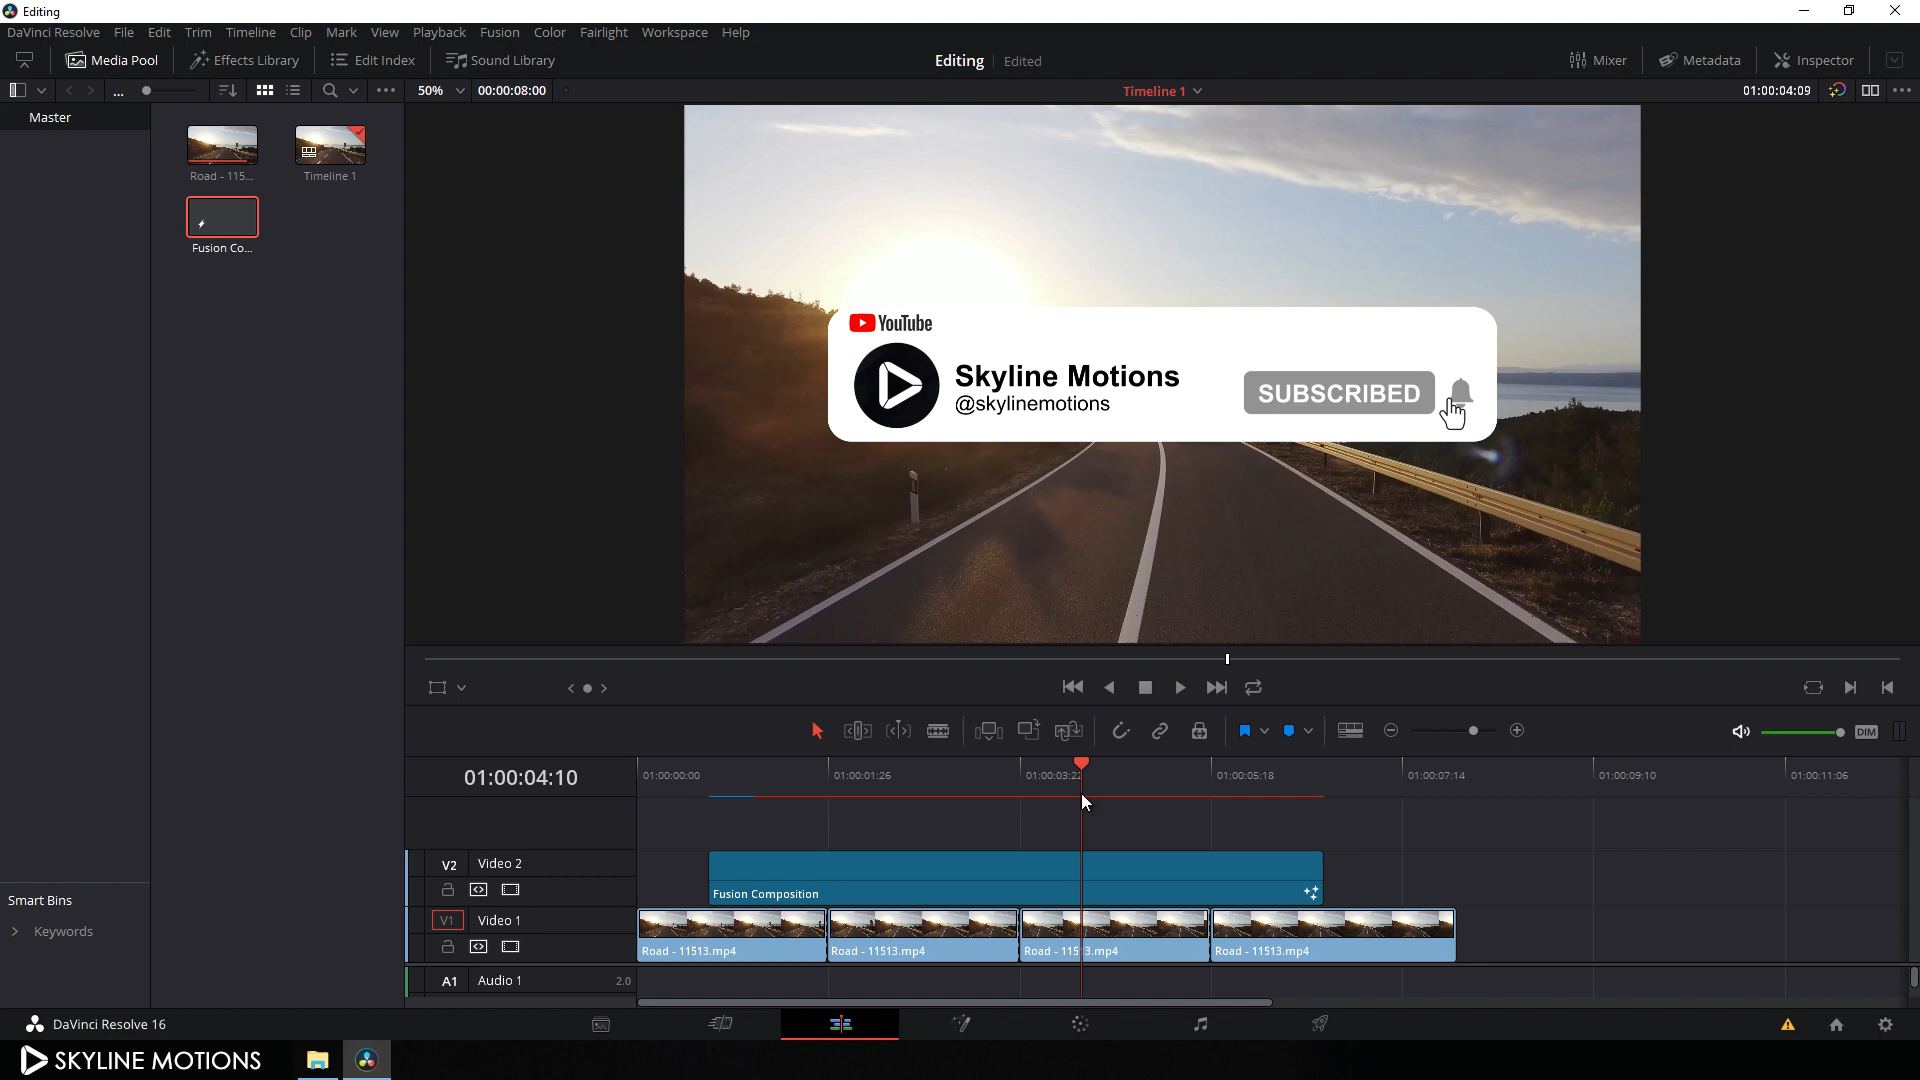 Editing
DaVinci Resolve File Edit Trim Timeline Clip Mark View Playback Fusion Color Fairlight Workspace Help
Media Pool Effects Library Edit Index Sound Library Editing Edited Mixer Metadata Inspector
... 50% 00:00:08:00 Timeline 1 01:00:04:09
Master
Road - 115...
Timeline 1
Fusion Co...
YouTube
Skyline Motions
@skylinemotions
SUBSCRIBED
DIM
01:00:04:10
01:00:00:00 01:00:01:26 01:00:03:22 01:00:05:18 01:00:07:14 01:00:09:10 01:00:11:06
V2 Video 2
Fusion Composition
Smart Bins
Keywords
V1 Video 1
Road - 11513.mp4 Road - 11513.mp4 Road - 11513.mp4 Road - 11513.mp4
A1 Audio 1 2.0
DaVinci Resolve 16
SKYLINE MOTIONS